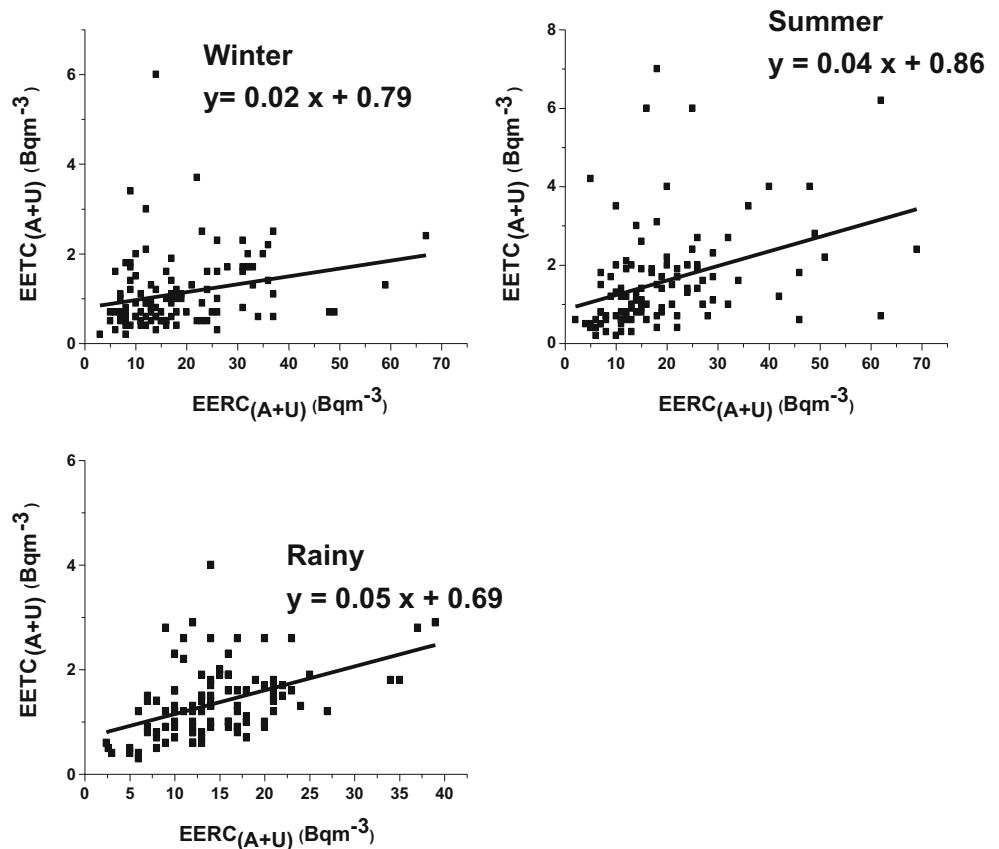 Winter
y= 0.02 x + 0.79
EETC(A+U) (Bqm-3)
6
4
2
0
0 10 20 30 40 50 60 70
EERC(A+U) (Bqm-3)
Summer
y = 0.04 x + 0.86
EETC(A+U) (Bqm-3)
8
6
4
2
0
0 10 20 30 40 50 60 70
EERC(A+U) (Bqm-3)
Rainy
y = 0.05 x + 0.69
EETC(A+U) (Bqm-3)
6
4
2
0
0 5 10 15 20 25 30 35 40
EERC(A+U) (Bqm-3)